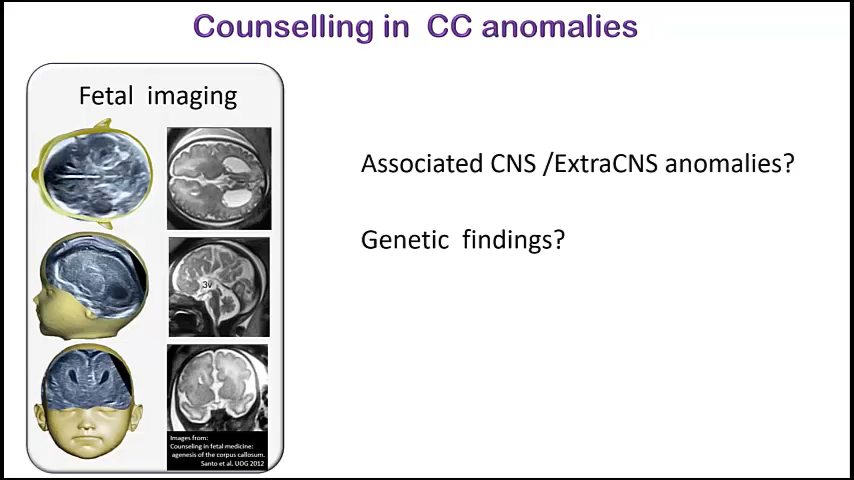 Counselling in CC anomalies
Fetal imaging
Associated CNS /ExtraCNS anomalies?
Genetic findings?
3v
Images from:
Counseling in fetal medicine:
agenesis of the corpus callosum.
Santo et al. UOG 2012